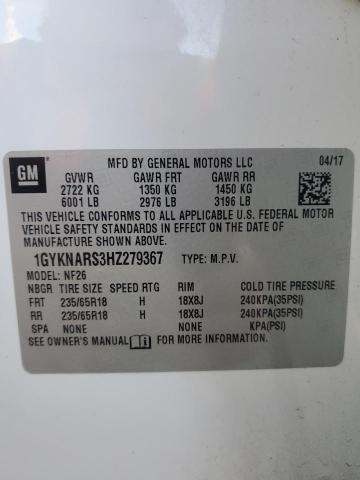 GM
MFD BY GENERAL MOTORS LLC 04/17
GVWR GAWR FRT GAWR RR
2722 KG 1350 KG 1450 KG
6001 LB 2976 LB 3196 LB
THIS VEHICLE CONFORMS TO ALL APPLICABLE U.S. FEDERAL MOTOR
VEHICLE SAFETY STANDARDS IN EFFECT ON THE DATE OF
MANUFACTURE SHOWN ABOVE.
1GYKNARS3HZ279367 TYPE: M.P.V.
MODEL: NF26
NBGR TIRE SIZE SPEED RTG RIM COLD TIRE PRESSURE
FRT 235/65R18 H 18X8J 240KPA(35PSI)
RR 235/65R18 H 18X8J 240KPA(35PSI)
SPA NONE NONE KPA(PSI)
SEE OWNER'S MANUAL FOR MORE INFORMATION.